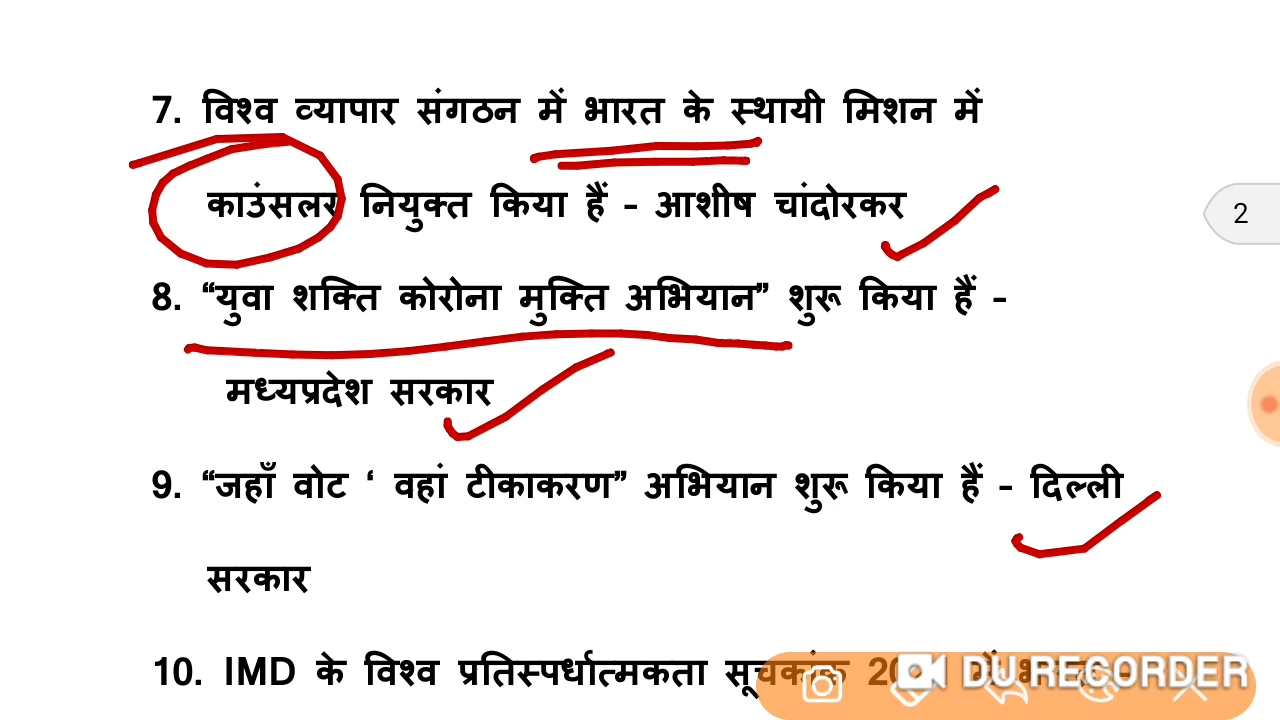 7. विश्व व्यापार संगठन में भारत के स्थायी मिशन में
काउंसलर नियुक्त किया हैं - आशीष चांदोरकर
2
8. “युवा शक्ति कोरोना मुक्ति अभियान” शुरू किया हैं -
मध्यप्रदेश सरकार
9. “जहाँ वोट ‘ वहां टीकाकरण” अभियान शुरू किया हैं - दिल्ली
सरकार
10. IMD के विश्व प्रतिस्पर्धात्मकता सूचकांक
DU RECORDER